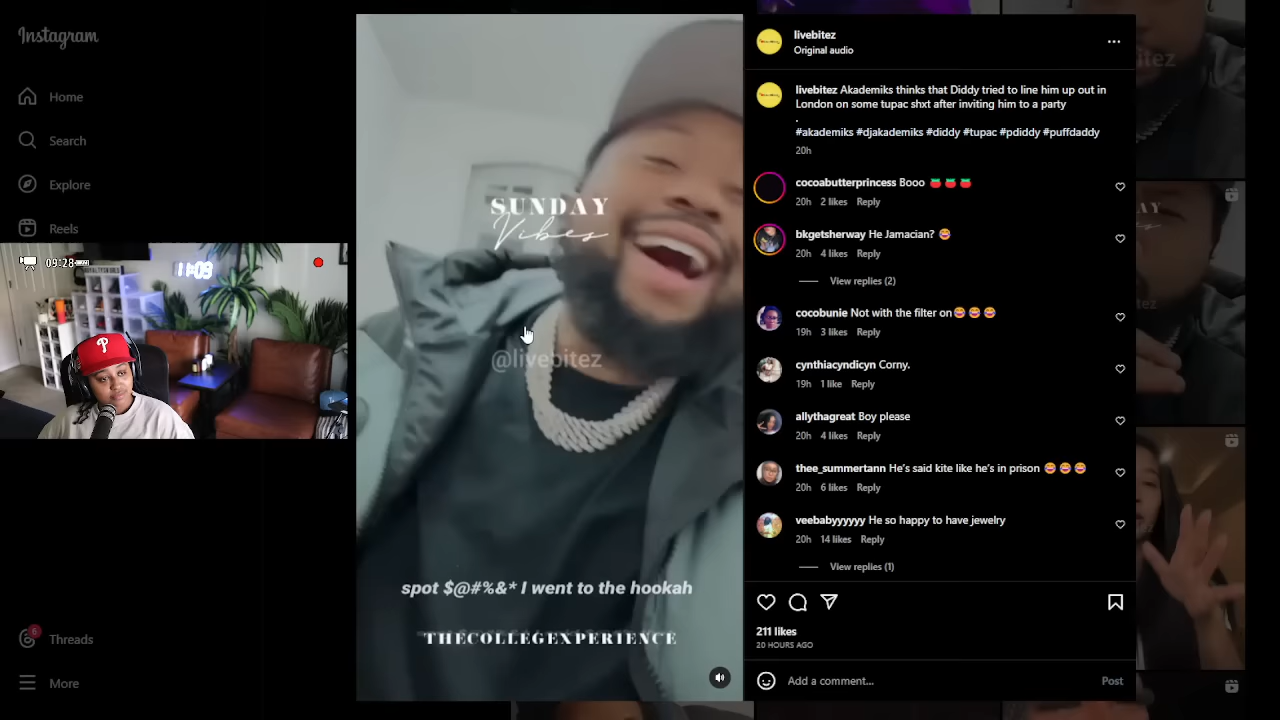 Instagram
Home
Search
Explore
Reels
09:28
11:09
P
SUNDAY
Vibes
@livebitez
spot $@#%&* I went to the hookah
THECOLLEGEXPERIENCE
Threads
6
More
livebitez
Original audio
livebitez Akademiks thinks that Diddy tried to line him up out in
London on some tupac shxt after inviting him to a party
.
#akademiks #djakademiks #diddy #tupac #pdiddy #puffdaddy
20h
cocoabutterprincess Booo 🍅🍅🍅
20h 2 likes Reply
bkgetsherway He Jamacian? 😂
20h 4 likes Reply
View replies (2)
cocobunie Not with the filter on😂😂😂
19h 3 likes Reply
cynthiacyndicyn Corny.
19h 1 like Reply
allythagreat Boy please
20h 4 likes Reply
thee_summertann He's said kite like he's in prison 😂😂😂
20h 6 likes Reply
veebabyyyyyy He so happy to have jewelry
20h 14 likes Reply
View replies (1)
211 likes
20 HOURS AGO
Add a comment...
Post